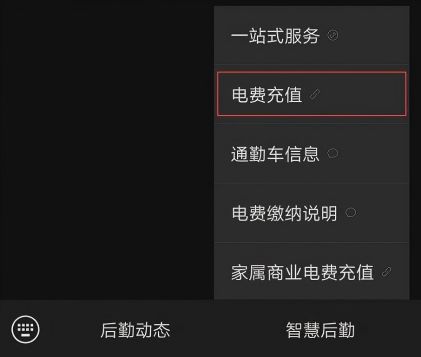 一站式服务
电费充值
通勤车信息
电费缴纳说明
家属商业电费充值
后勤动态
智慧后勤